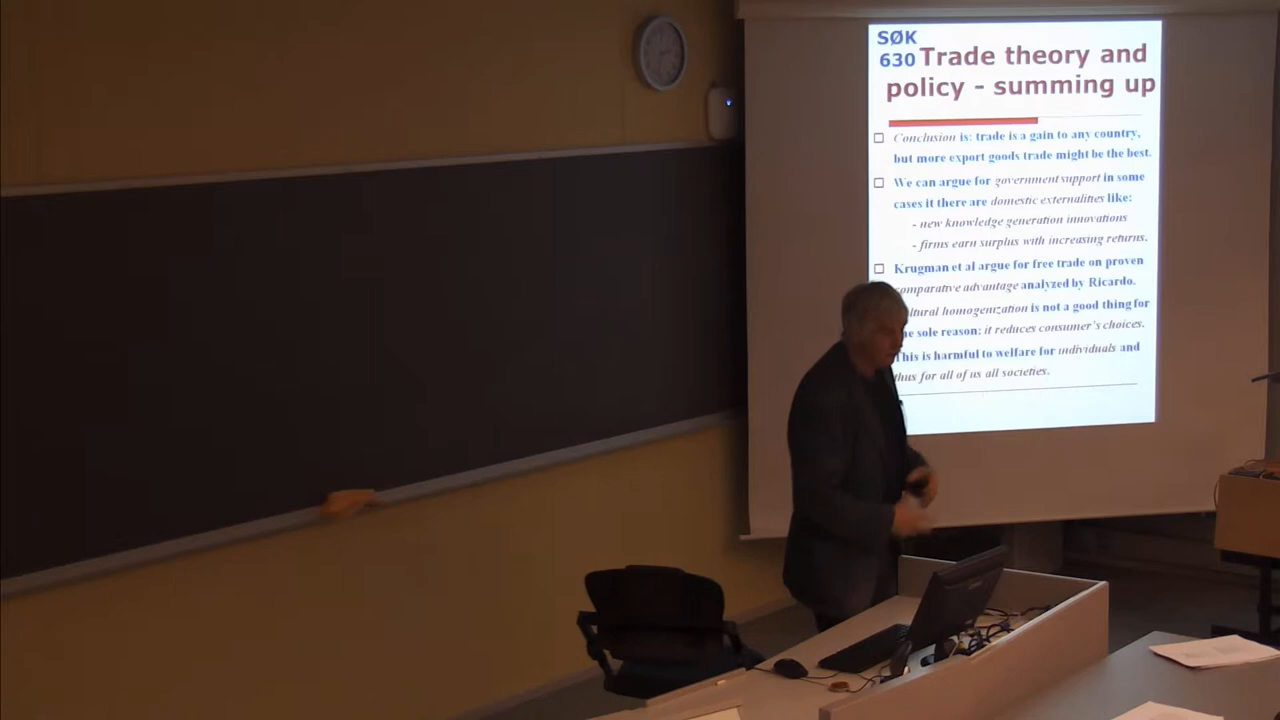 SØK
630 Trade theory and
policy - summing up
Conclusion is: trade is a gain to any country,
but more export goods trade might be the best.
We can argue for government support in some
cases it there are domestic externalities like:
- new knowledge generation innovations
- firms earn surplus with increasing returns.
Krugman et al argue for free trade on proven
comparative advantage analyzed by Ricardo.
is not a good thing for
sole reason: it reduces consumer's choices.
This is harmful to welfare for individuals and
thus for all of us all societies.